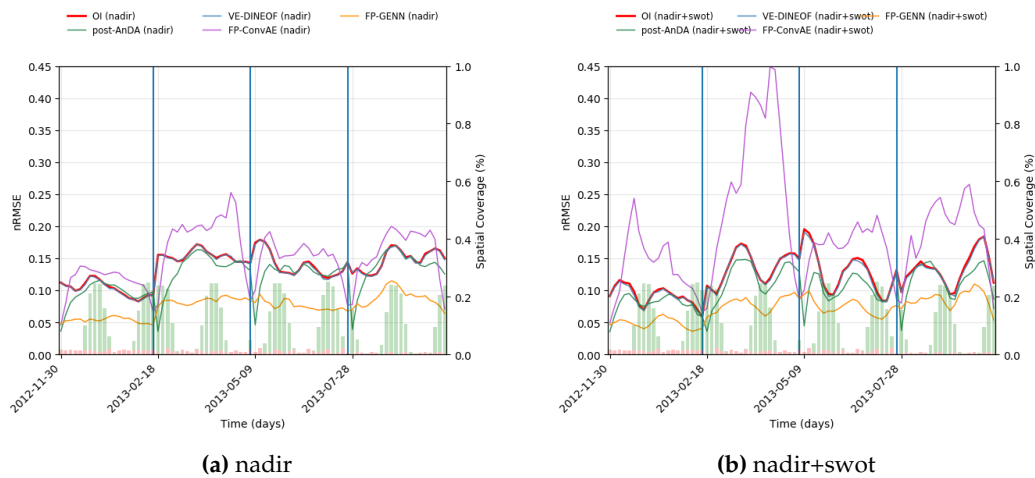 OI (nadir) VE-DINEOF (nadir) FP-GENN (nadir)
post-AnDA (nadir) FP-ConvAE (nadir)
0.45
0.40
0.35
0.30
0.25
0.20
0.15
0.10
0.05
0.00
nRMSE
1.0
0.8
0.6
0.4
0.2
0.0
Spatial Coverage (%)
2012-11-30 2013-02-18 2013-05-09 2013-07-28
Time (days)
(a) nadir
OI (nadir+swot) VE-DINEOF (nadir+swot) FP-GENN (nadir+swot)
post-AnDA (nadir+swot) FP-ConvAE (nadir+swot)
0.45
0.40
0.35
0.30
0.25
0.20
0.15
0.10
0.05
0.00
nRMSE
1.0
0.8
0.6
0.4
0.2
0.0
Spatial Coverage (%)
2012-11-30 2013-02-18 2013-05-09 2013-07-28
Time (days)
(b) nadir+swot